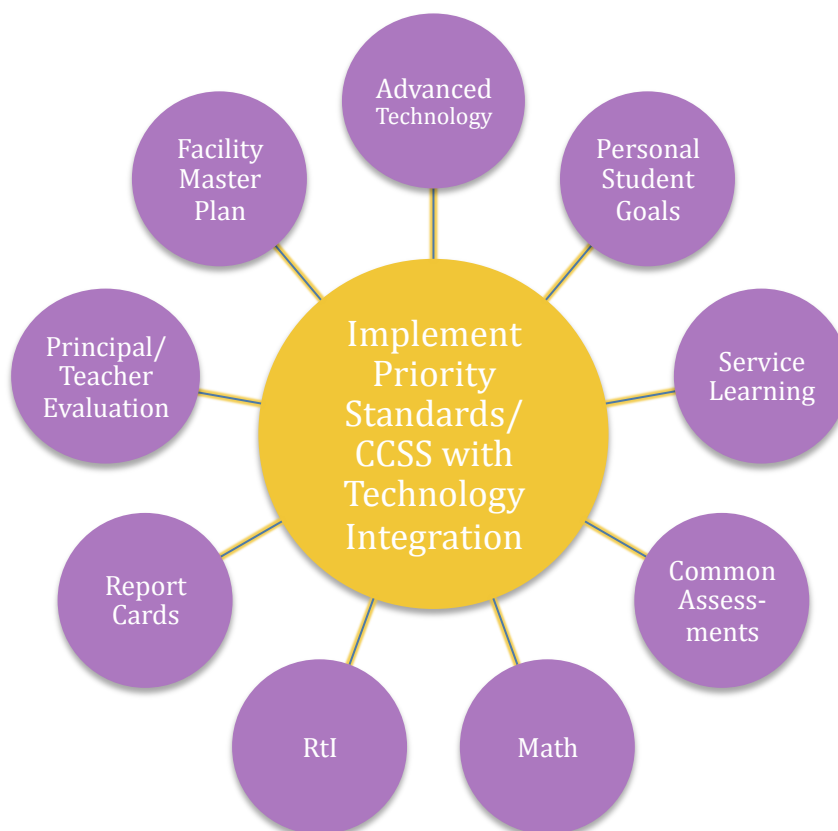 Advanced
Technology
Personal
Student
Goals
Service
Learning
Common
Assess-
ments
Math
RtI
Report
Cards
Principal/
Teacher
Evaluation
Facility
Master
Plan
Implement
Priority
Standards/
CCSS with
Technology
Integration